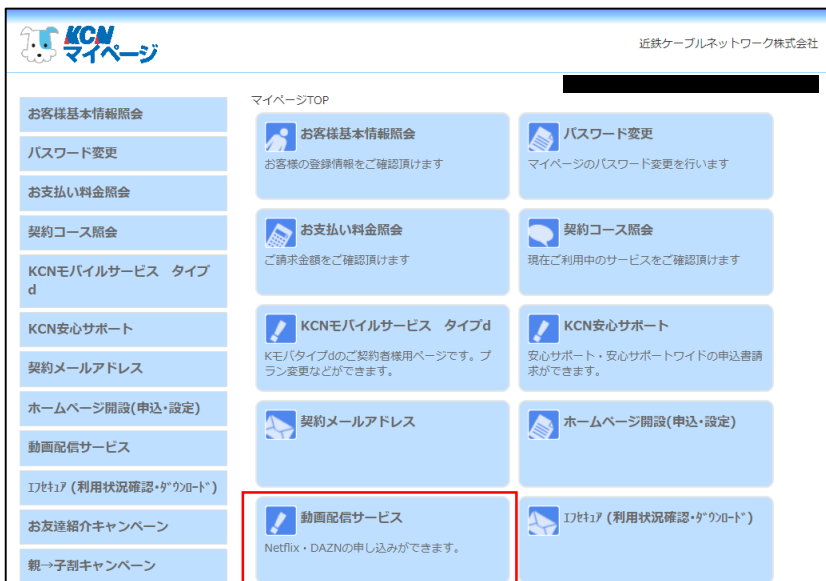 KCN
マイページ
近鉄ケーブルネットワーク株式会社
お客様基本情報照会
パスワード変更
お支払い料金照会
契約コース照会
KCNモバイルサービス　タイプ
d
KCN安心サポート
契約メールアドレス
ホームページ開設(申込・設定)
動画配信サービス
ｴﾌｾｷｭｱ (利用状況確認・ﾀﾞｳﾝﾛｰﾄﾞ)
お友達紹介キャンペーン
親→子割キャンペーン
マイページTOP
お客様基本情報照会
お客様の登録情報をご確認頂けます
パスワード変更
マイページのパスワード変更を行います
お支払い料金照会
ご請求金額をご確認頂けます
契約コース照会
現在ご利用中のサービスをご確認頂けます
KCNモバイルサービス　タイプd
Kモバタイプdのご契約者様用ページです。プ
ラン変更などができます。
KCN安心サポート
安心サポート・安心サポートワイドの申込書請
求ができます。
契約メールアドレス
ホームページ開設(申込・設定)
動画配信サービス
Netflix・DAZNの申し込みができます。
ｴﾌｾｷｭｱ (利用状況確認・ﾀﾞｳﾝﾛｰﾄﾞ)